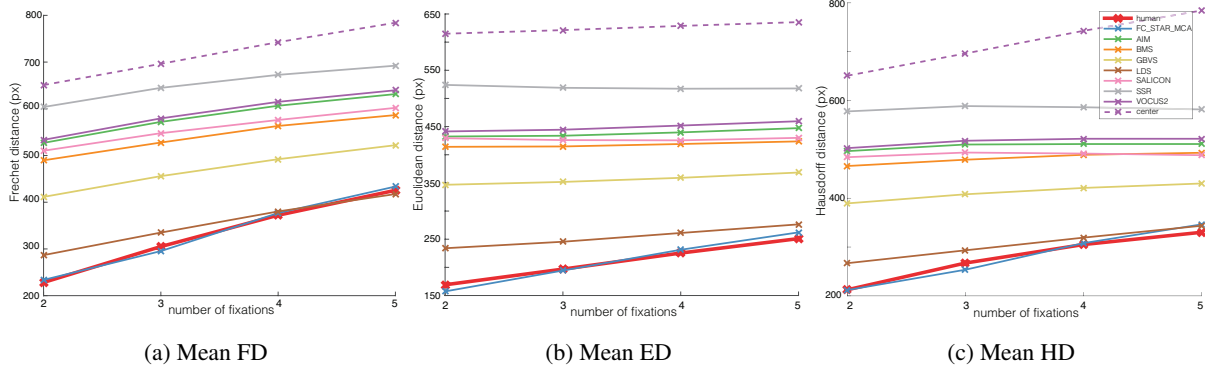 800
700
600
500
400
300
200
2
3
4
5
Frechet distance (px)
number of fixations
(a) Mean FD
650
550
450
350
250
150
2
3
4
5
Euclidean distance (px)
number of fixations
(b) Mean ED
800
600
400
200
2
3
4
5
Hausdorff distance (px)
number of fixations
human
FC_STAR_MCA
AIM
BMS
GBVS
LDS
SALICON
SSR
VOCUS2
center
(c) Mean HD